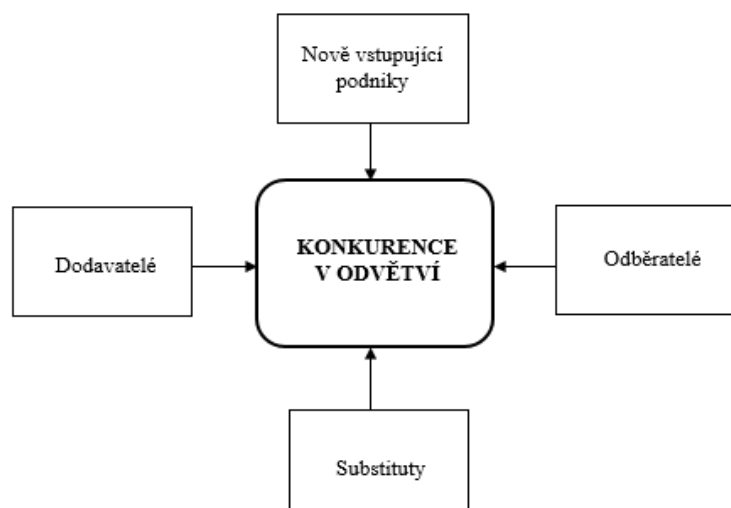 Nově vstupující
podniky
Dodavatelé
KONKURENCE
V ODVĚTVÍ
Odběratelé
Substituty